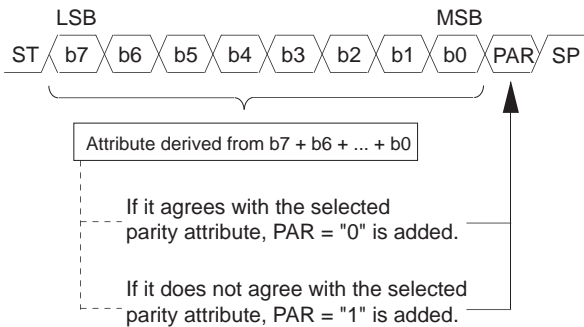 LSB MSB
ST b7 b6 b5 b4 b3 b2 b1 b0 PAR SP
Attribute derived from b7 + b6 + ... + b0
If it agrees with the selected
parity attribute, PAR = "0" is added.
If it does not agree with the selected
parity attribute, PAR = "1" is added.